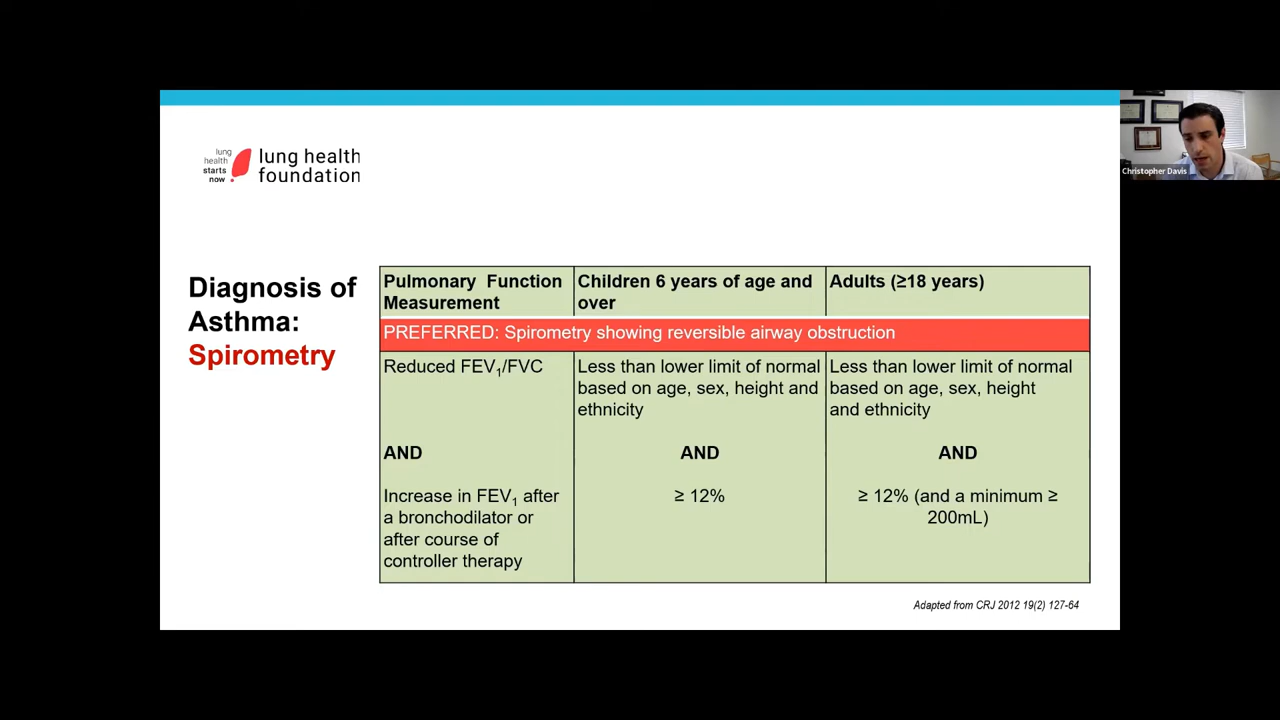 lung
health
starts
now
lung health
foundation
Christopher Davis
Diagnosis of
Asthma:
Spirometry
Pulmonary Function
Measurement
Children 6 years of age and
over
Adults (≥18 years)
PREFERRED: Spirometry showing reversible airway obstruction
Reduced FEV₁/FVC
Less than lower limit of normal
based on age, sex, height and
ethnicity
Less than lower limit of normal
based on age, sex, height
and ethnicity
AND
AND
AND
Increase in FEV₁ after
a bronchodilator or
after course of
controller therapy
≥ 12%
≥ 12% (and a minimum ≥
200mL)
Adapted from CRJ 2012 19(2) 127-64